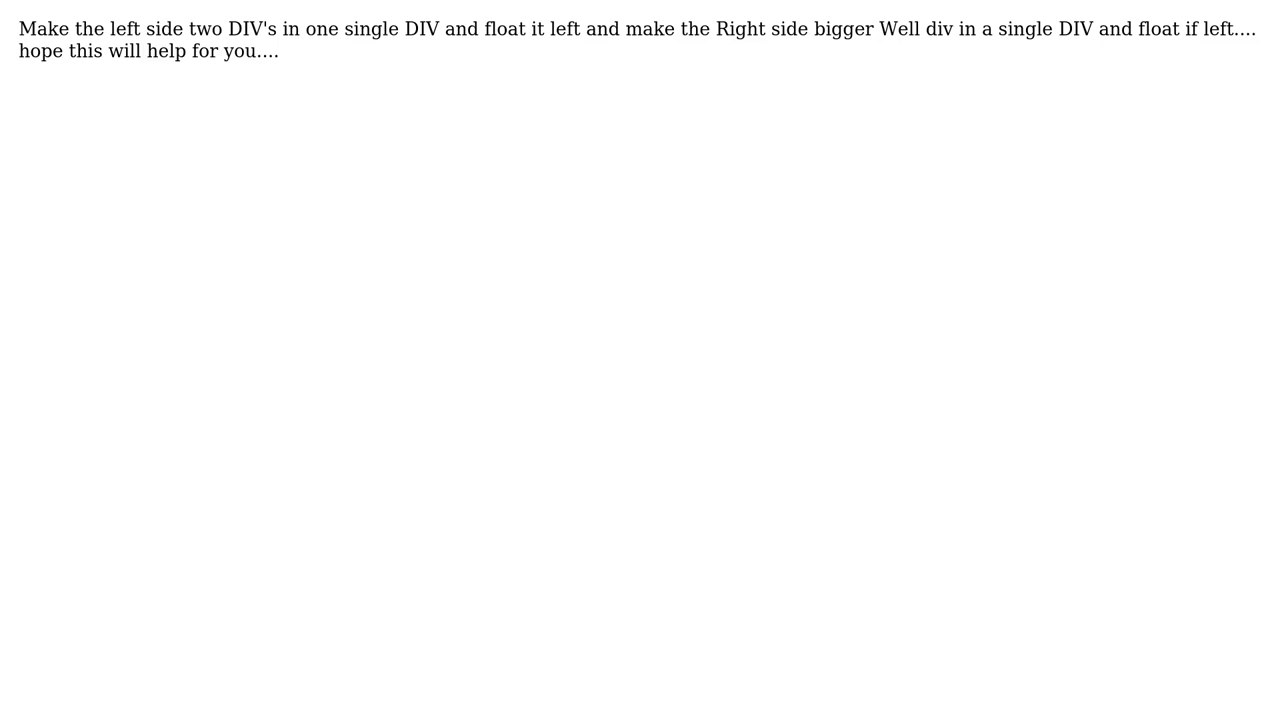 Make the left side two DIV's in one single DIV and float it left and make the Right side bigger Well div in a single DIV and float if left....
hope this will help for you....